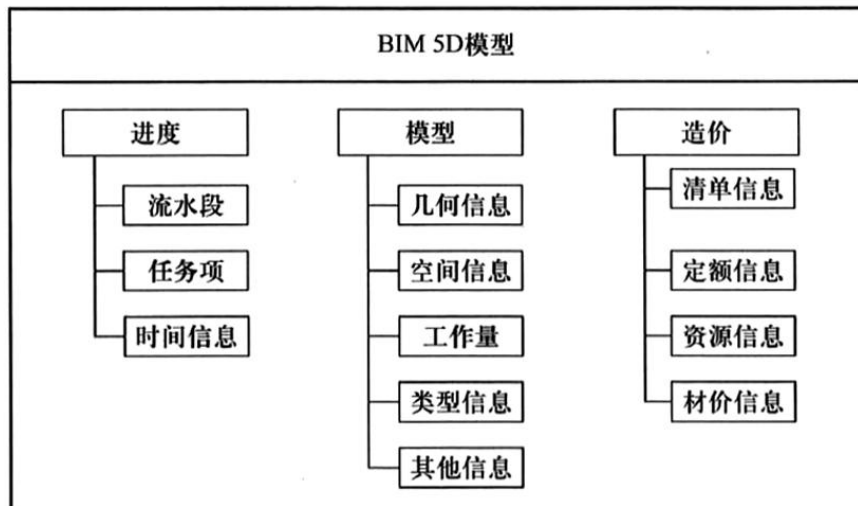 BIM 5D模型
进度
流水段
任务项
时间信息
模型
几何信息
空间信息
工作量
类型信息
其他信息
造价
清单信息
定额信息
资源信息
材价信息